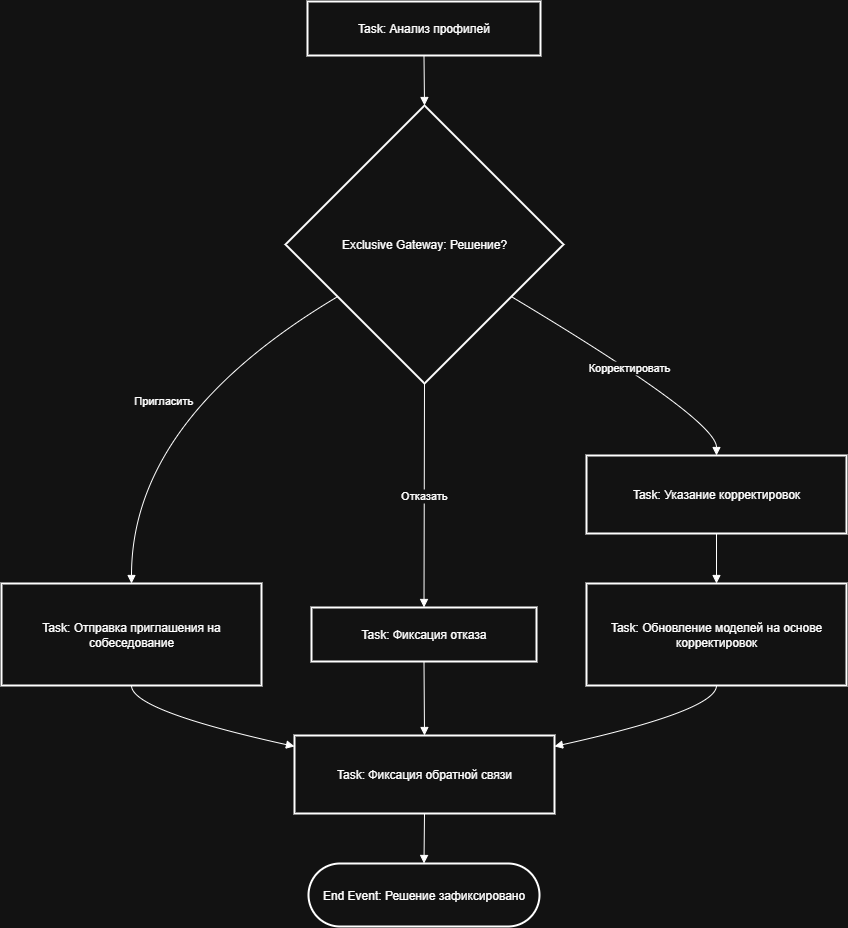 Task: Анализ профилей
Exclusive Gateway: Решение?
Корректировать
Пригласить
Отказать
Task: Указание корректировок
Task: Отправка приглашения на
собеседование
Task: Фиксация отказа
Task: Обновление моделей на основе
корректировок
Task: Фиксация обратной связи
End Event: Решение зафиксировано